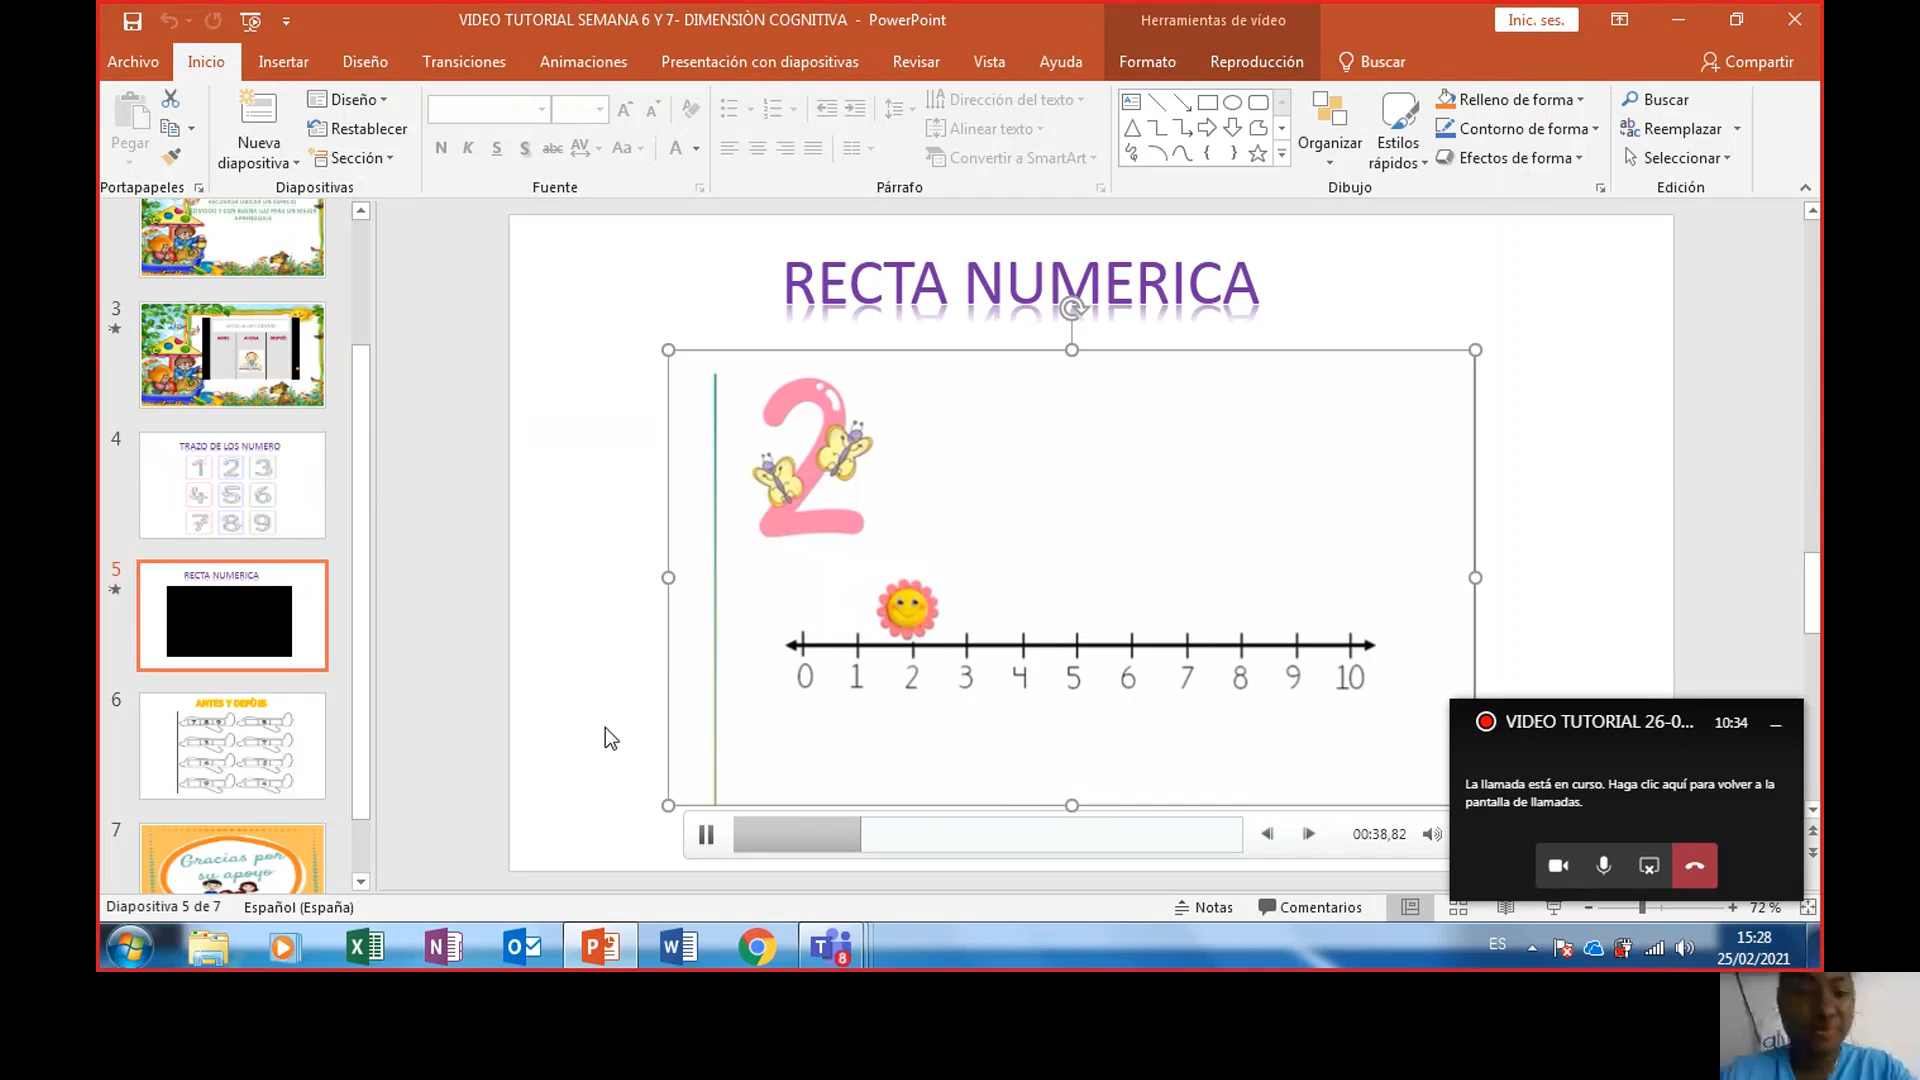 VIDEO TUTORIAL SEMANA 6 Y 7- DIMENSIÒN COGNITIVA - PowerPoint
Herramientas de vídeo
Inic. ses.
Archivo Inicio Insertar Diseño Transiciones Animaciones Presentación con diapositivas Revisar Vista Ayuda Formato Reproducción Buscar Compartir
Pegar
Nueva diapositiva
Diseño
Restablecer
Sección
N K S S abc AV Aa A
Dirección del texto
Alinear texto
Convertir a SmartArt
Organizar
Estilos rápidos
Relleno de forma
Contorno de forma
Efectos de forma
Buscar
Reemplazar
Seleccionar
Portapapeles Diapositivas Fuente Párrafo Dibujo Edición
3
4
TRAZO DE LOS NUMERO
1 2 3
4 5 6
7 8 9
5
RECTA NUMERICA
6
ANTES Y DEPÚES
7
Gracias por
su apoyo
RECTA NUMERICA
2
0 1 2 3 4 5 6 7 8 9 10
00:38,82
VIDEO TUTORIAL 26-0... 10:34
La llamada está en curso. Haga clic aquí para volver a la
pantalla de llamadas.
Diapositiva 5 de 7 Español (España) Notas Comentarios 72 %
ES
15:28
25/02/2021
8